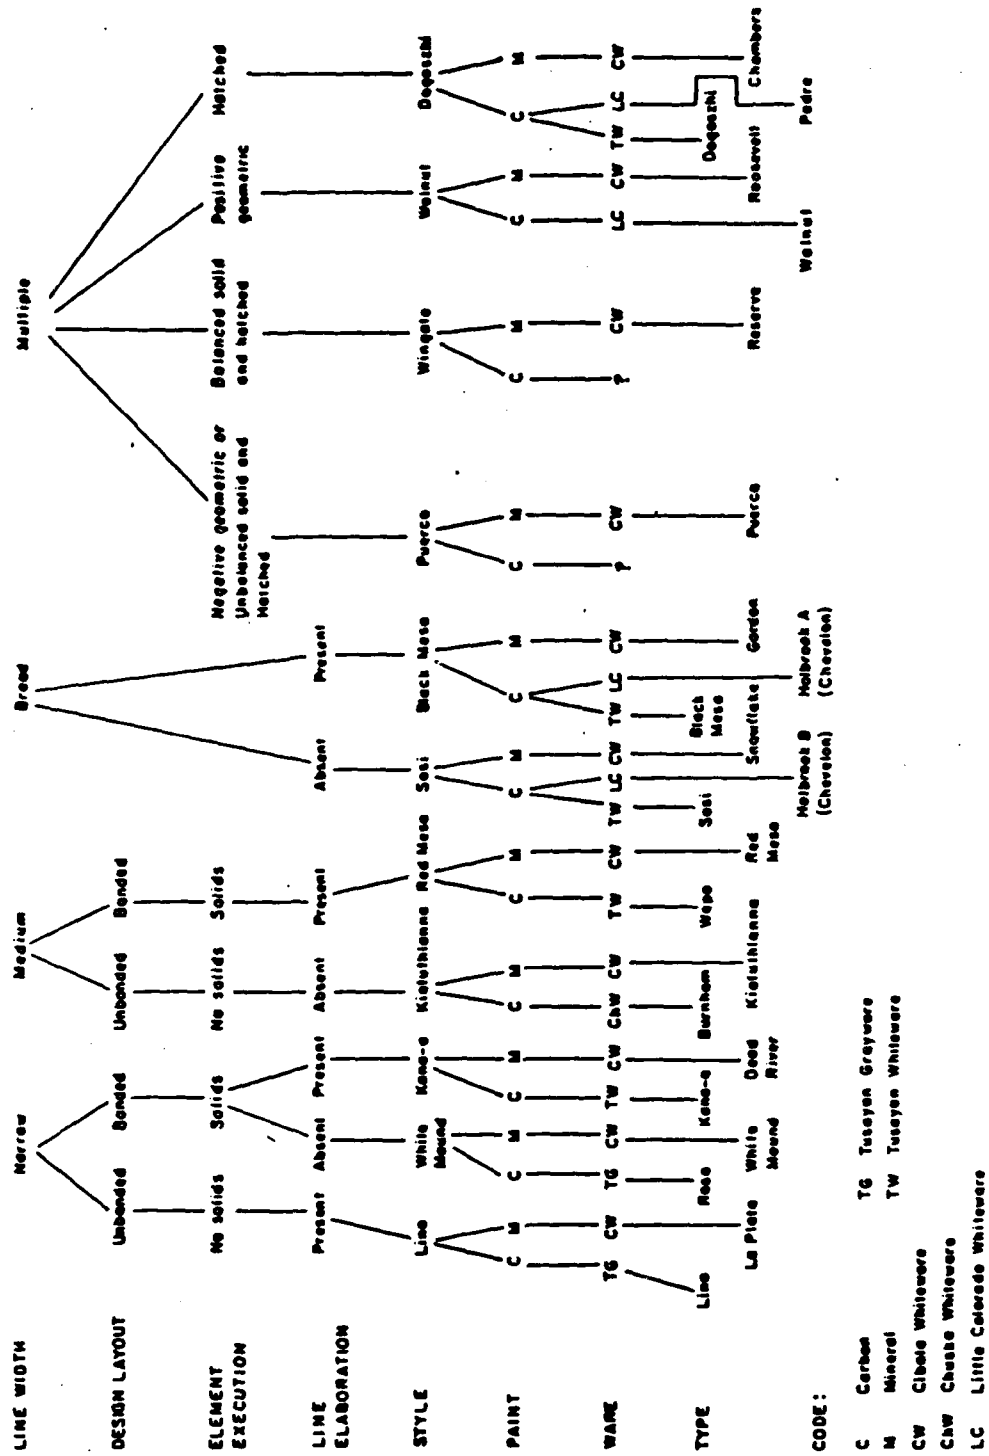 LINE WIDTH Narrow Medium Broad Multiple
DESIGN LAYOUT Unbanded Banded Unbanded Banded
ELEMENT EXECUTION No solids Solids No solids Solids
Negative geometric or
Unbalanced solid and
Hatched
Balanced solid
and hatched
Positive
geometric
Hatched
LINE ELABORATION Present Absent Present Absent Present Absent Present
STYLE Lino White Mound Kana-a Kiatuthlanna Red Mesa Sosi Black Mesa Puerco Wingate Walnut Dogoszhi
PAINT C M C M C M C M C M C M C M C M C M C M C M
WARE TG CW TG CW TW CW ChW CW TW CW TW LC CW TW LC CW ? CW ? CW LC CW TW LC CW
TYPE Lino Rose Kana-a Burnham Wepo Sosi Black Mesa Dogoszhi
La Plata White Mound Dead River Kiatuthlanna Red Mesa Snowflake Gordon Puerco Reserve Roosevelt Chambers
Holbrook B
(Chevelon)
Holbrook A
(Chevelon)
Walnut Padre
CODE:
C Carbon
M Mineral
CW Cibola Whiteware
ChW Chuska Whiteware
LC Little Colorado Whiteware
TG Tusayan Grayware
TW Tusayan Whiteware